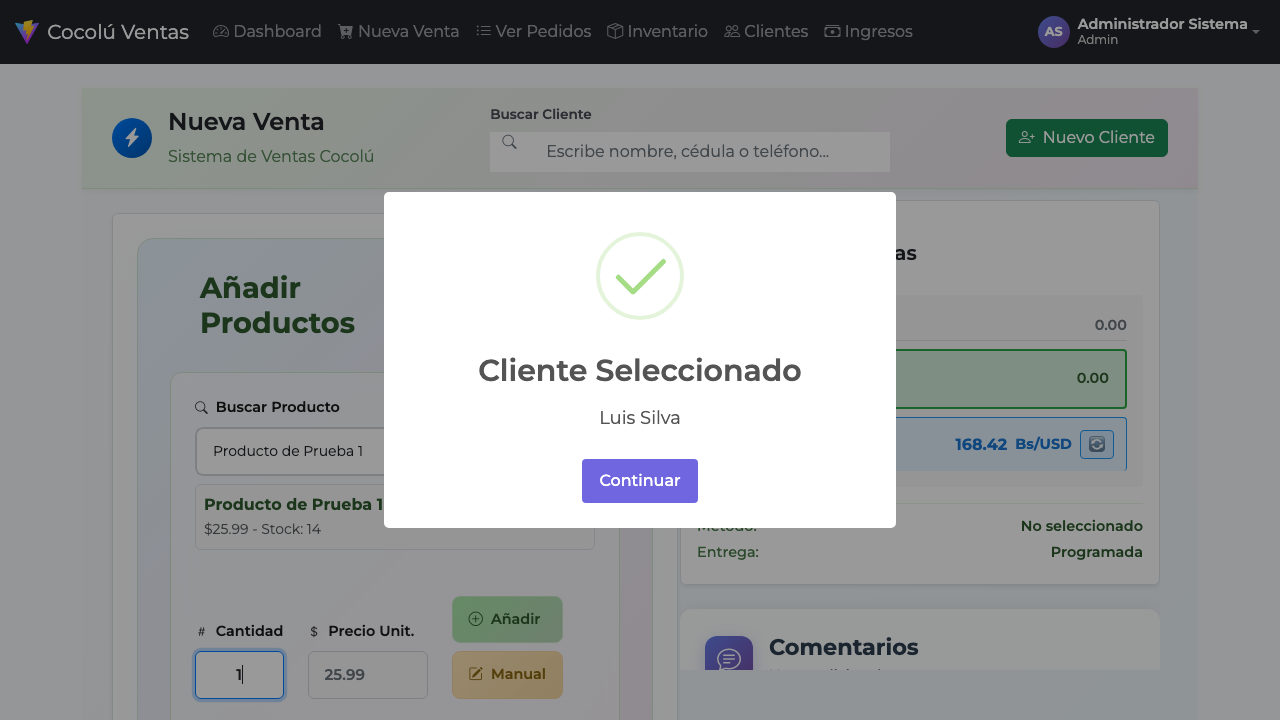 Cocolú Ventas
Dashboard
Nueva Venta
Ver Pedidos
Inventario
Clientes
Ingresos
AS
Administrador Sistema
Admin
Nueva Venta
Sistema de Ventas Cocolú
Buscar Cliente
Escribe nombre, cédula o teléfono...
Nuevo Cliente
Añadir
Productos
Buscar Producto
Producto de Prueba 1
Producto de Prueba 1
$25.99 - Stock: 14
# Cantidad
$ Precio Unit.
1
25.99
Añadir
Manual
Cliente Seleccionado
Luis Silva
Continuar
0.00
0.00
168.42 Bs/USD
No seleccionado
Entrega:
Programada
Comentarios